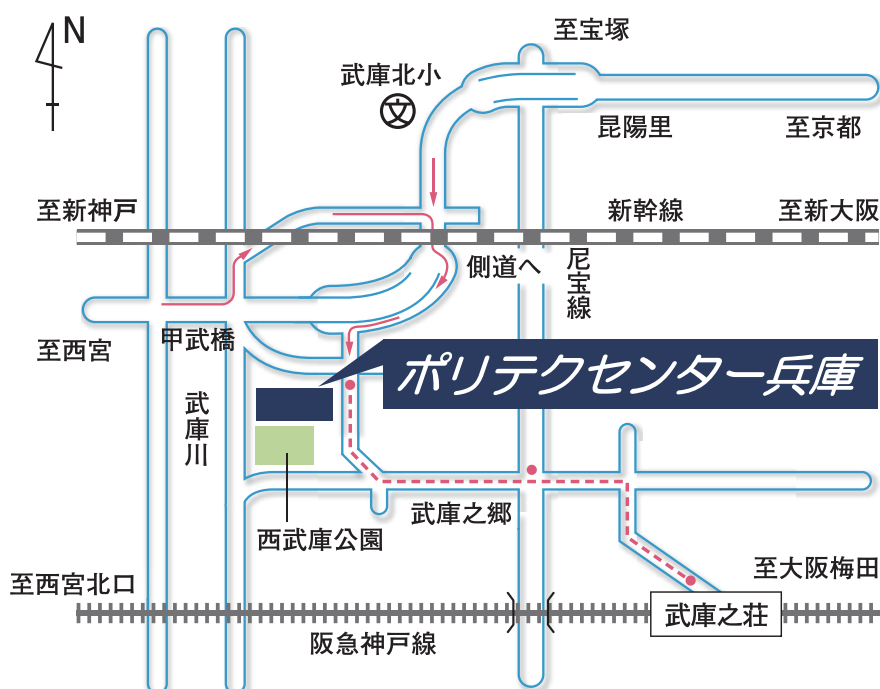 N
至宝塚
武庫北小
文
昆陽里
至京都
至新神戸
新幹線
至新大阪
側道へ
尼宝線
甲武橋
至西宮
ポリテクセンター兵庫
武庫川
武庫之郷
西武庫公園
至大阪梅田
至西宮北口
武庫之荘
阪急神戸線